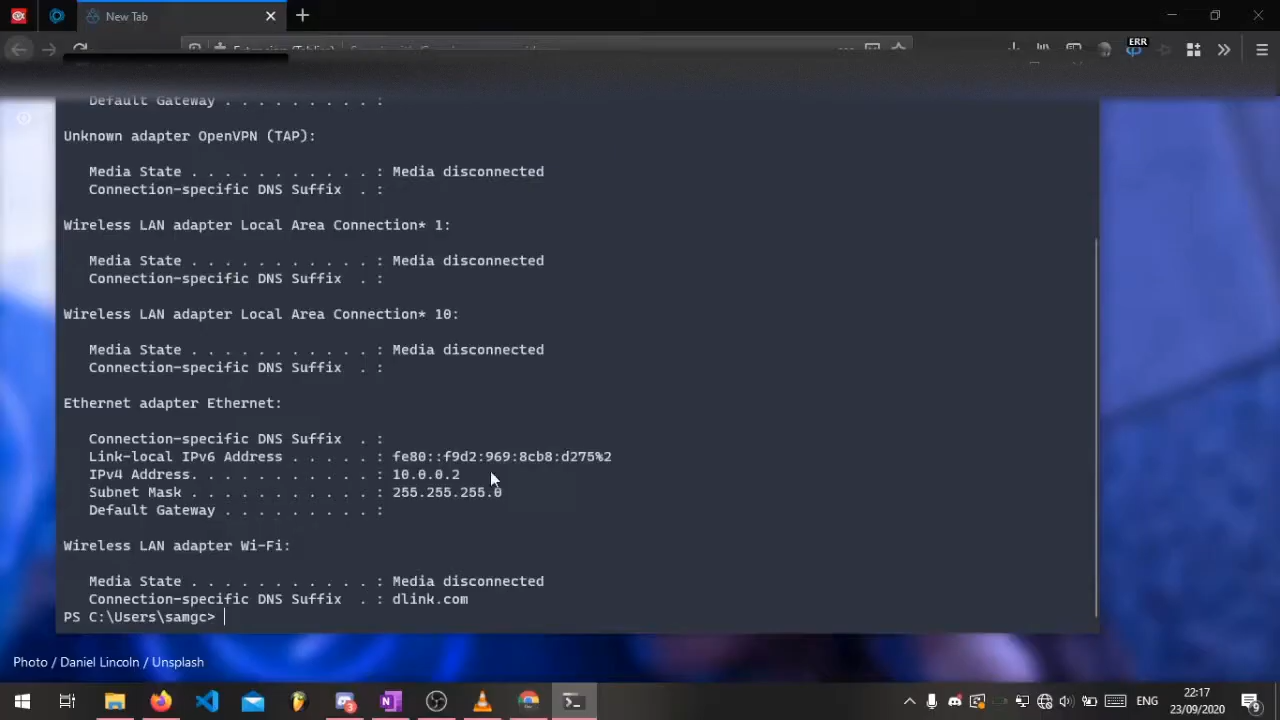 New Tab
ERR
Default Gateway . . . . . . . . . :
Unknown adapter OpenVPN (TAP):
Media State . . . . . . . . . . . : Media disconnected
Connection-specific DNS Suffix  . :
Wireless LAN adapter Local Area Connection* 1:
Media State . . . . . . . . . . . : Media disconnected
Connection-specific DNS Suffix  . :
Wireless LAN adapter Local Area Connection* 10:
Media State . . . . . . . . . . . : Media disconnected
Connection-specific DNS Suffix  . :
Ethernet adapter Ethernet:
Connection-specific DNS Suffix  . :
Link-local IPv6 Address . . . . . : fe80::f9d2:969:8cb8:d275%2
IPv4 Address. . . . . . . . . . . : 10.0.0.2
Subnet Mask . . . . . . . . . . . : 255.255.255.0
Default Gateway . . . . . . . . . :
Wireless LAN adapter Wi-Fi:
Media State . . . . . . . . . . . : Media disconnected
Connection-specific DNS Suffix  . : dlink.com
PS C:\Users\samgc>
Photo / Daniel Lincoln / Unsplash
ENG
22:17
23/09/2020